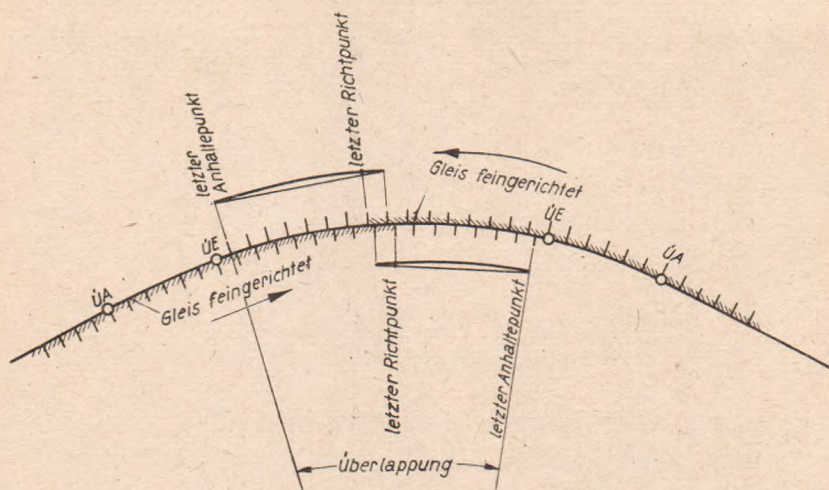 letzter
Anhaltepunkt
letzter Richtpunkt
Gleis feingerichtet
ÜE
ÜE
ÜA
ÜA
Gleis feingerichtet
letzter Richtpunkt
letzter Anhaltepunkt
Überlappung